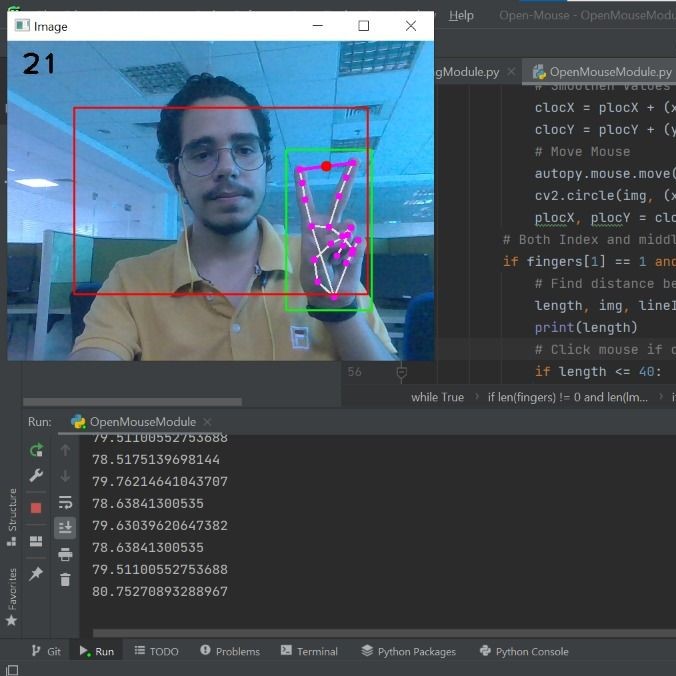 Image
Help
Open-Mouse - OpenMouseModu
21
gModule.py
OpenMouseModule.py
# Smoothen Values
clocX = plocX + (x
clocY = plocY + (y
# Move Mouse
autopy.mouse.move(
cv2.circle(img, (x
plocX, plocY = clo
# Both Index and middl
if fingers[1] == 1 and
# Find distance be
length, img, lineI
print(length)
# Click mouse if c
56
if length <= 40:
while True
if len(fingers) != 0 and len(lm...
Run:
OpenMouseModule
79.51100552753688
78.5175139698144
79.76214641043707
78.63841300535
79.63039620647382
78.63841300535
79.51100552753688
80.75270893288967
Structure
Favorites
Git
Run
TODO
Problems
Terminal
Python Packages
Python Console